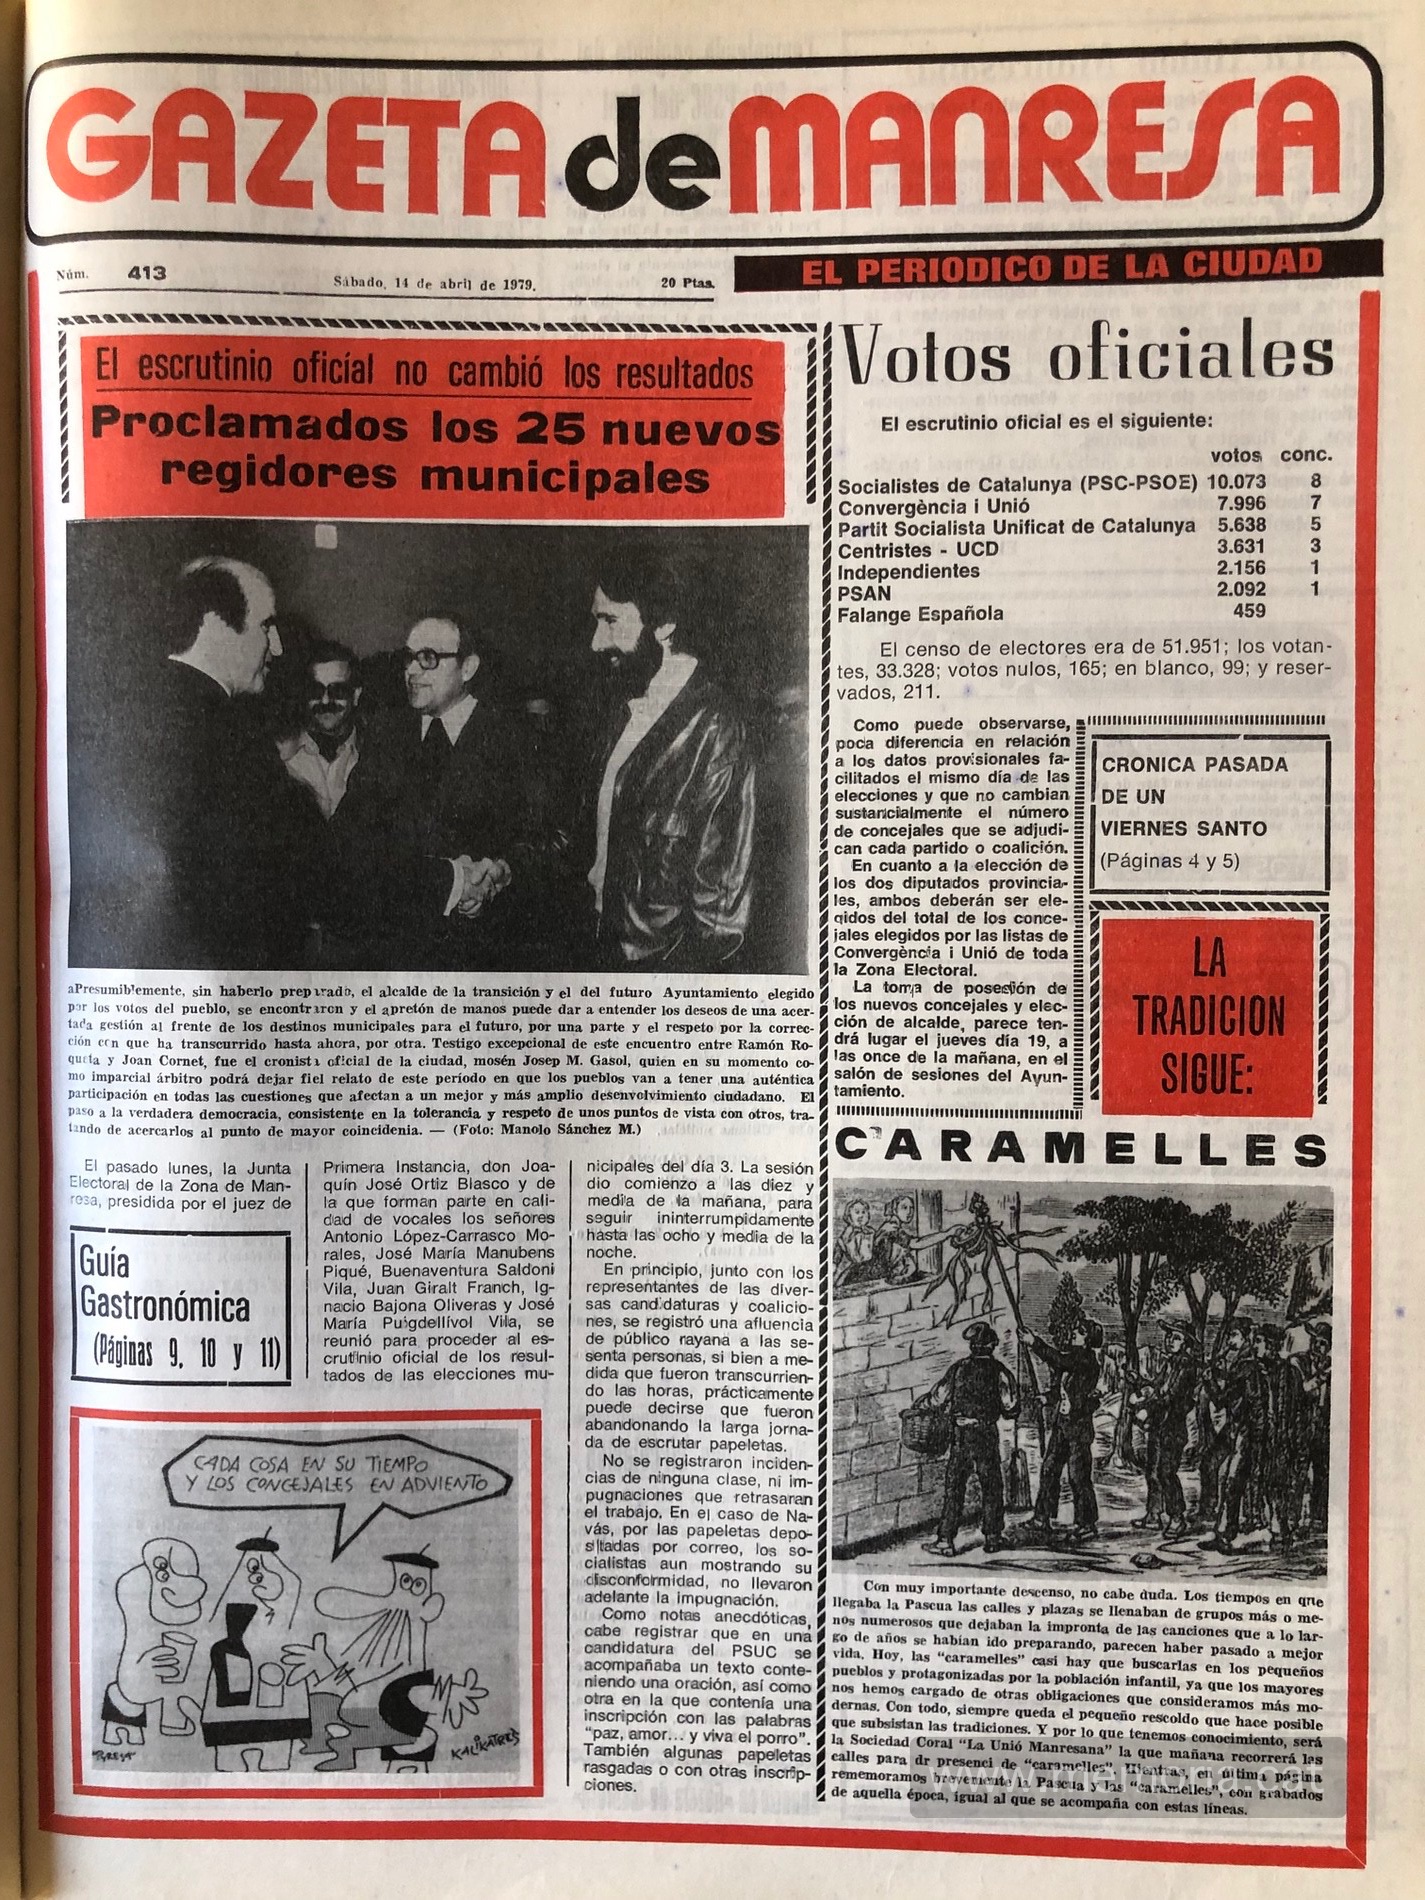 GAZETA de MANRESA
Núm. 413
Sábado, 14 de abril de 1979.
20 Ptas.
EL PERIODICO DE LA CIUDAD
El escrutinio oficial no cambió los resultados
Proclamados los 25 nuevos
regidores municipales
aPresumiblemente, sin haberlo preparado, el alcalde de la transición y el del futuro Ayuntamiento elegido
por los votos del pueblo, se encontraron y el apretón de manos puede dar a entender los deseos de una acer-
tada gestión al frente de los destinos municipales para el futuro, por una parte y el respeto por la correc-
ción con que ha transcurrido hasta ahora, por otra. Testigo excepcional de este encuentro entre Ramón Ro-
queta y Joan Cornet, fue el cronista oficial de la ciudad, mosén Josep M. Gasol, quien en su momento co-
mo imparcial árbitro podrá dejar fiel relato de este período en que los pueblos van a tener una auténtica
participación en todas las cuestiones que afectan a un mejor y más amplio desenvolvimiento ciudadano. El
paso a la verdadera democracia, consistente en la tolerancia y respeto de unos puntos de vista con otros, tra-
tando de acercarlos al punto de mayor coincidenia. — (Foto: Manolo Sánchez M.)
El pasado lunes, la Junta
Electoral de la Zona de Man-
resa, presidida por el juez de
Guía
Gastronómica
(Páginas 9, 10 y 11)
Primera Instancia, don Joa-
quín José Ortiz Blasco y de
la que forman parte en cali-
dad de vocales los señores
Antonio López-Carrasco Mo-
rales, José María Manubens
Piqué, Buenaventura Saldoni
Vila, Juan Giralt Franch, Ig-
nacio Bajona Oliveras y José
María Puigdellívol Vila, se
reunió para proceder al es-
crutinio oficial de los resul-
tados de las elecciones mu-
nicipales del día 3. La sesión
dio comienzo a las diez y
media de la mañana, para
seguir ininterrumpidamente
hasta las ocho y media de la
noche.
En principio, junto con los
representantes de las diver-
sas candidaturas y coalicio-
nes, se registró una afluencia
de público rayana a las se-
senta personas, si bien a me-
dida que fueron transcurrien-
do las horas, prácticamente
puede decirse que fueron
abandonando la larga jorna-
da de escrutar papeletas.
No se registraron inciden-
cias de ninguna clase, ni im-
pugnaciones que retrasaran
el trabajo. En el caso de Na-
vás, por las papeletas depo-
sitadas por correo, los so-
cialistas aun mostrando su
disconformidad, no llevaron
adelante la impugnación.
Como notas anecdóticas,
cabe registrar que en una
candidatura del PSUC se
acompañaba un texto conte-
niendo una oración, así como
otra en la que contenía una
inscripción con las palabras
"paz, amor... y viva el porro".
También algunas papeletas
rasgadas o con otras inscrip-
ciones.
CADA COSA EN SU TIEMPO
Y LOS CONCEJALES EN ADVIENTO
KALIKATRES
Votos oficiales
El escrutinio oficial es el siguiente:
votos conc.
Socialistes de Catalunya (PSC-PSOE) 10.073 8
Convergència i Unió 7.996 7
Partit Socialista Unificat de Catalunya 5.638 5
Centristes - UCD 3.631 3
Independientes 2.156 1
PSAN 2.092 1
Falange Española 459
El censo de electores era de 51.951; los votan-
tes, 33.328; votos nulos, 165; en blanco, 99; y reser-
vados, 211.
Como puede observarse,
poca diferencia en relación
a los datos provisionales fa-
cilitados el mismo día de las
elecciones y que no cambian
sustancialmente el número
de concejales que se adjudi-
can cada partido o coalición.
En cuanto a la elección de
los dos diputados provincia-
les, ambos deberán ser ele-
gidos del total de los conce-
jales elegidos por las listas de
Convergència i Unió de toda
la Zona Electoral.
La toma de posesión de
los nuevos concejales y elec-
ción de alcalde, parece ten-
drá lugar el jueves día 19, a
las once de la mañana, en el
salón de sesiones del Ayun-
tamiento.
CRONICA PASADA
DE UN
VIERNES SANTO
(Páginas 4 y 5)
LA
TRADICION
SIGUE:
CARAMELLES
Con muy importante descenso, no cabe duda. Los tiempos en que
llegaba la Pascua las calles y plazas se llenaban de grupos más o me-
nos numerosos que dejaban la impronta de las canciones que a lo lar-
go de años se habían ido preparando, parecen haber pasado a mejor
vida. Hoy, las "caramelles" casi hay que buscarlas en los pequeños
pueblos y protagonizadas por la población infantil, ya que los mayores
nos hemos cargado de otras obligaciones que consideramos más mo-
dernas. Con todo, siempre queda el pequeño rescoldo que hace posible
que subsistan las tradiciones. Y por lo que tenemos conocimiento, será
la Sociedad Coral "La Unió Manresana" la que mañana recorrerá las
calles para dr presenci de "caramelles". Mientras, en última página
rememoramos brevemente la Pascua y las "caramelles", con grabados
de aquella época, igual al que se acompaña con estas líneas.